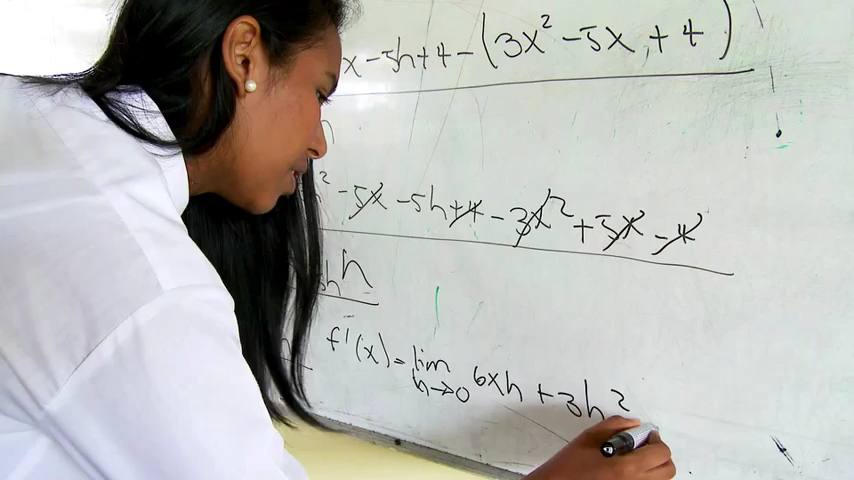 x - 5h + 4 - (3x² - 5x + 4)
h
² - 5x - 5h + 4 - 3x² + 5x - 4
h
f'(x) = lim 6xh + 3h²
h→0